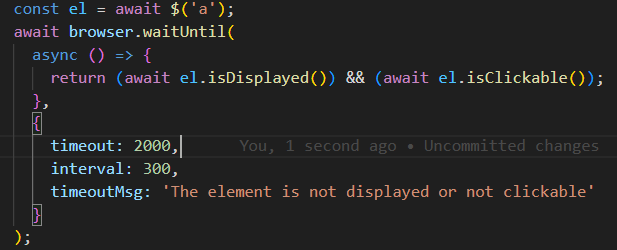 const el = await $('a');
await browser.waitUntil(
async () => {
return (await el.isDisplayed()) && (await el.isClickable());
},
{
timeout: 2000, You, 1 second ago • Uncommitted changes
interval: 300,
timeoutMsg: 'The element is not displayed or not clickable'
}
);